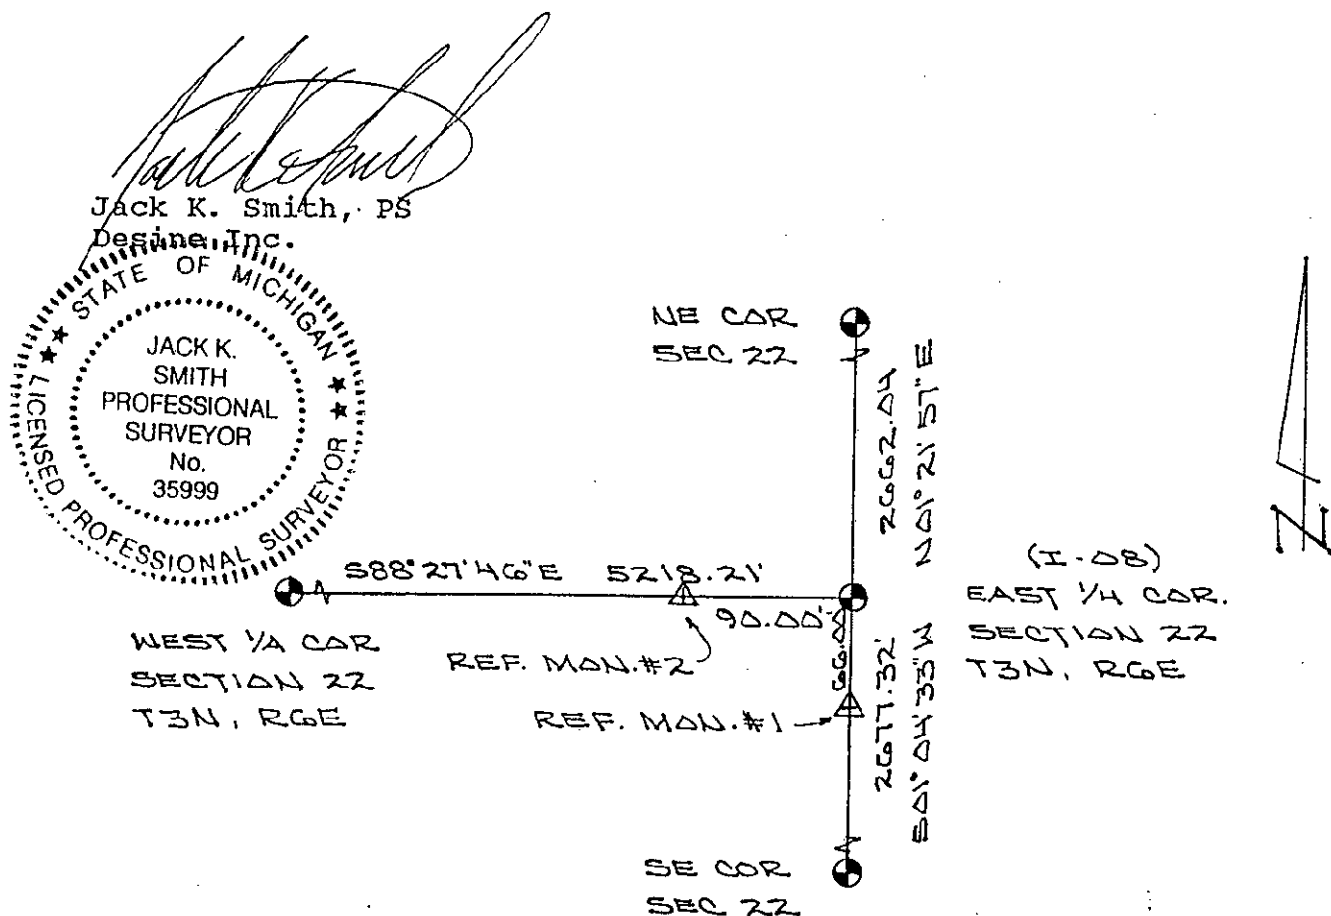 Jack K. Smith, PS
Desine Inc.
STATE OF MICHIGAN
LICENSED PROFESSIONAL SURVEYOR
JACK K.
SMITH
PROFESSIONAL
SURVEYOR
No.
35999
NE COR
SEC 22
2662.04
N01° 21' 57" E
S88° 27' 46" E 5218.21'
90.00'
66.00'
(I-08)
EAST 1/4 COR.
SECTION 22
T3N, R6E
WEST 1/4 COR
SECTION 22
T3N, R6E
REF. MON. #2
REF. MON. #1
2677.32'
S01° 04' 33" W
SE COR
SEC 22
N